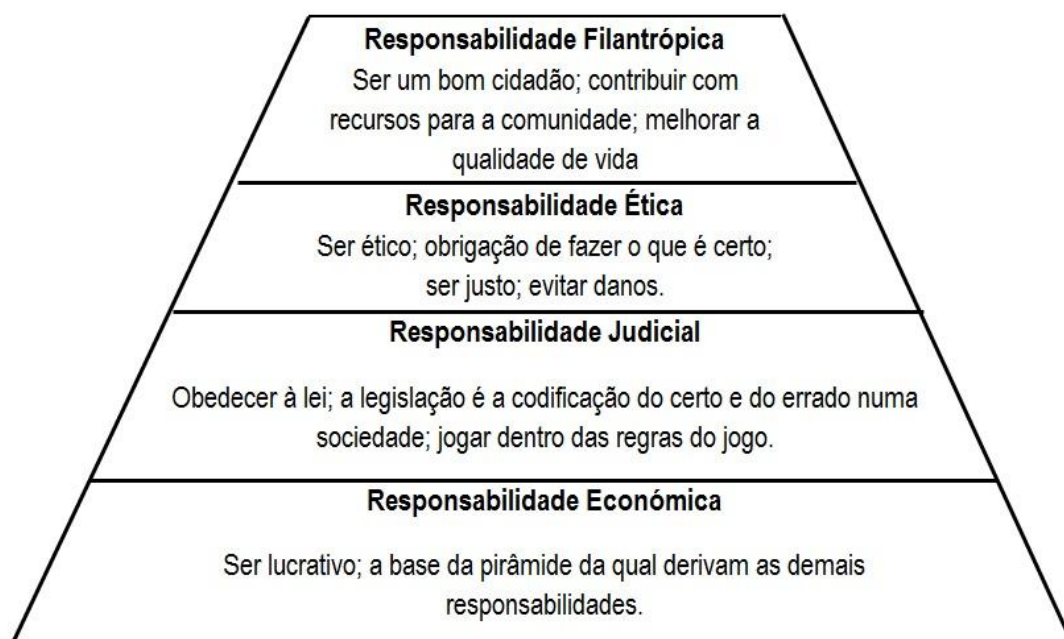 Responsabilidade Filantrópica
Ser um bom cidadão; contribuir com
recursos para a comunidade; melhorar a
qualidade de vida
Responsabilidade Ética
Ser ético; obrigação de fazer o que é certo;
ser justo; evitar danos.
Responsabilidade Judicial
Obedecer à lei; a legislação é a codificação do certo e do errado numa
sociedade; jogar dentro das regras do jogo.
Responsabilidade Económica
Ser lucrativo; a base da pirâmide da qual derivam as demais
responsabilidades.